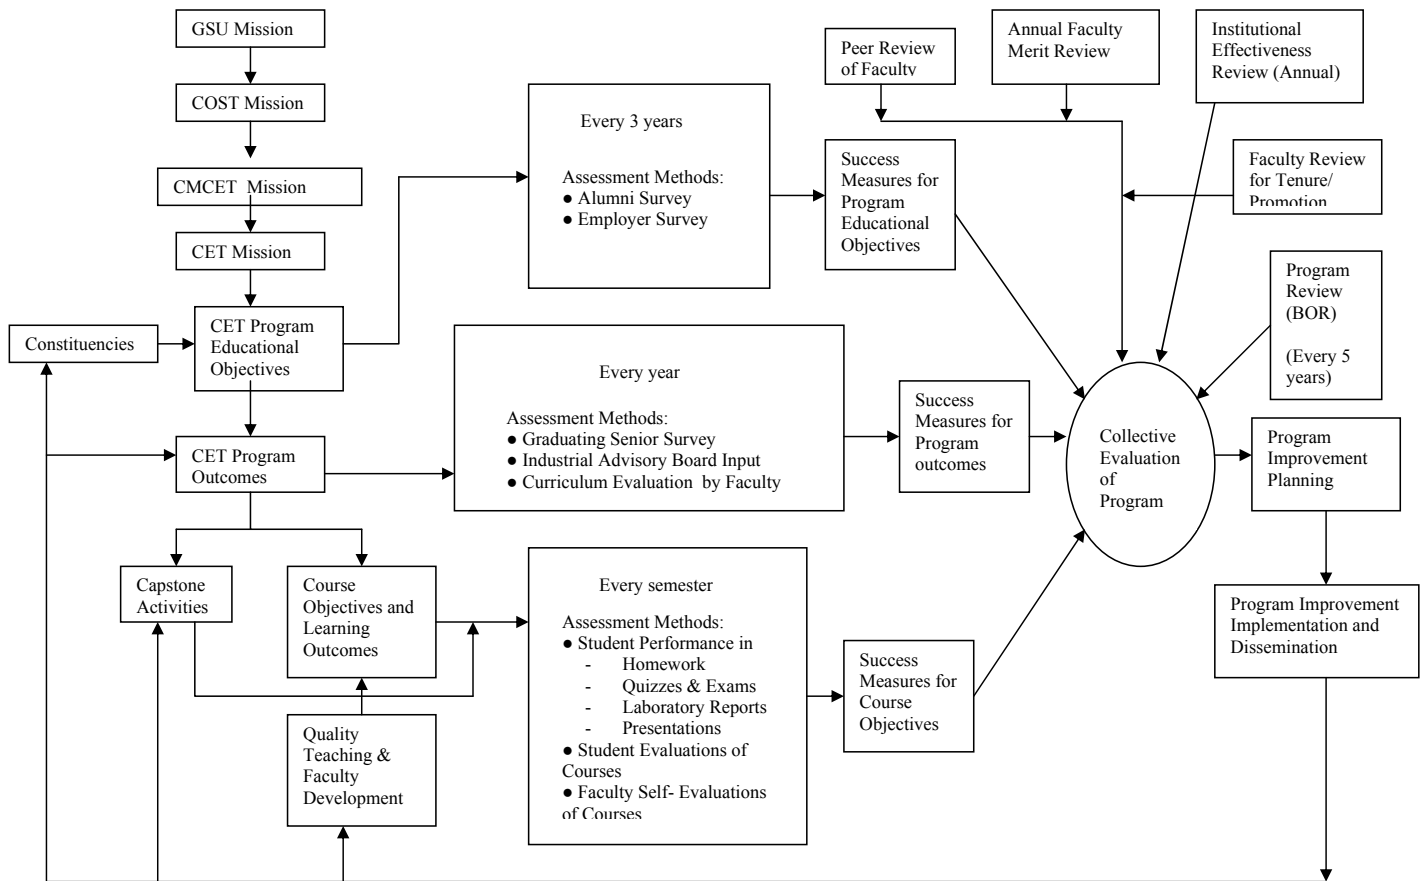 GSU Mission
COST Mission
CMCET  Mission
CET Mission
Constituencies
CET Program
Educational
Objectives
CET Program
Outcomes
Capstone
Activities
Course
Objectives and
Learning
Outcomes
Quality
Teaching &
Faculty
Development
Every 3 years
Assessment Methods:
● Alumni Survey
● Employer Survey
Every year
Assessment Methods:
● Graduating Senior Survey
● Industrial Advisory Board Input
● Curriculum Evaluation  by Faculty
Every semester
Assessment Methods:
● Student Performance in
- Homework
- Quizzes & Exams
- Laboratory Reports
- Presentations
● Student Evaluations of
Courses
● Faculty Self- Evaluations
of Courses
Peer Review
of Faculty
Annual Faculty
Merit Review
Institutional
Effectiveness
Review (Annual)
Success
Measures for
Program
Educational
Objectives
Faculty Review
for Tenure/
Promotion
Program
Review
(BOR)
(Every 5
years)
Success
Measures for
Program
outcomes
Collective
Evaluation
of
Program
Program
Improvement
Planning
Success
Measures for
Course
Objectives
Program Improvement
Implementation and
Dissemination